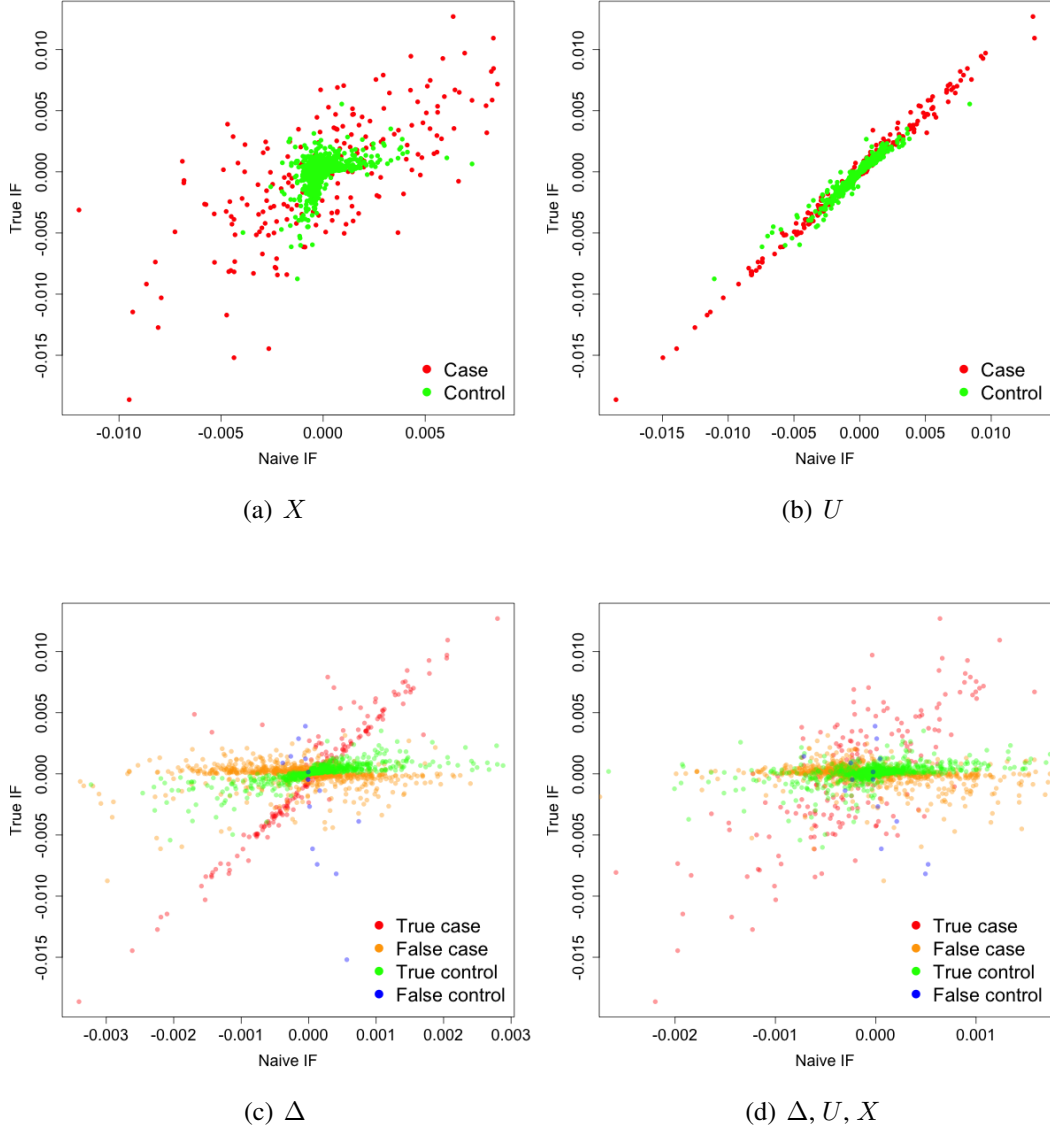 0.010
0.005
0.000
-0.005
-0.010
-0.015
True IF
-0.010 -0.005 0.000 0.005
Naive IF
Case
Control
(a) X
0.010
0.005
0.000
-0.005
-0.010
-0.015
True IF
-0.015 -0.010 -0.005 0.000 0.005 0.010
Naive IF
Case
Control
(b) U
0.010
0.005
0.000
-0.005
-0.010
-0.015
True IF
-0.003 -0.002 -0.001 0.000 0.001 0.002 0.003
Naive IF
True case
False case
True control
False control
(c) Δ
0.010
0.005
0.000
-0.005
-0.010
-0.015
True IF
-0.002 -0.001 0.000 0.001
Naive IF
True case
False case
True control
False control
(d) Δ, U, X